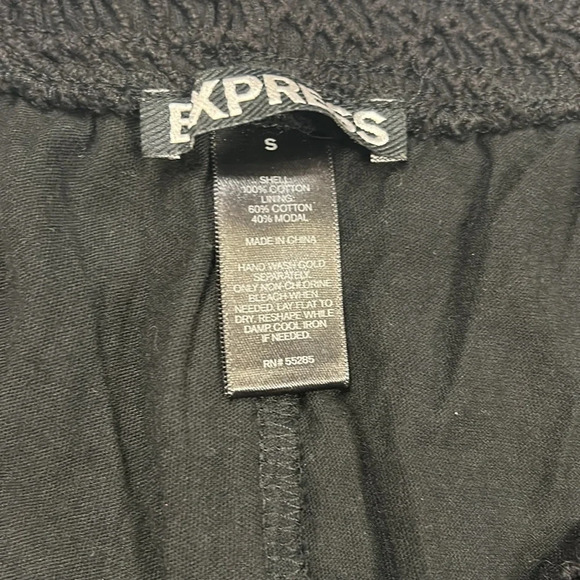 EXPRESS
S
SHELL:
100% COTTON
LINING:
60% COTTON
40% MODAL
MADE IN CHINA
HAND WASH COLD
SEPARATELY.
ONLY NON-CHLORINE
BLEACH WHEN
NEEDED. LAY FLAT TO
DRY. RESHAPE WHILE
DAMP. COOL IRON
IF NEEDED.
RN# 55285